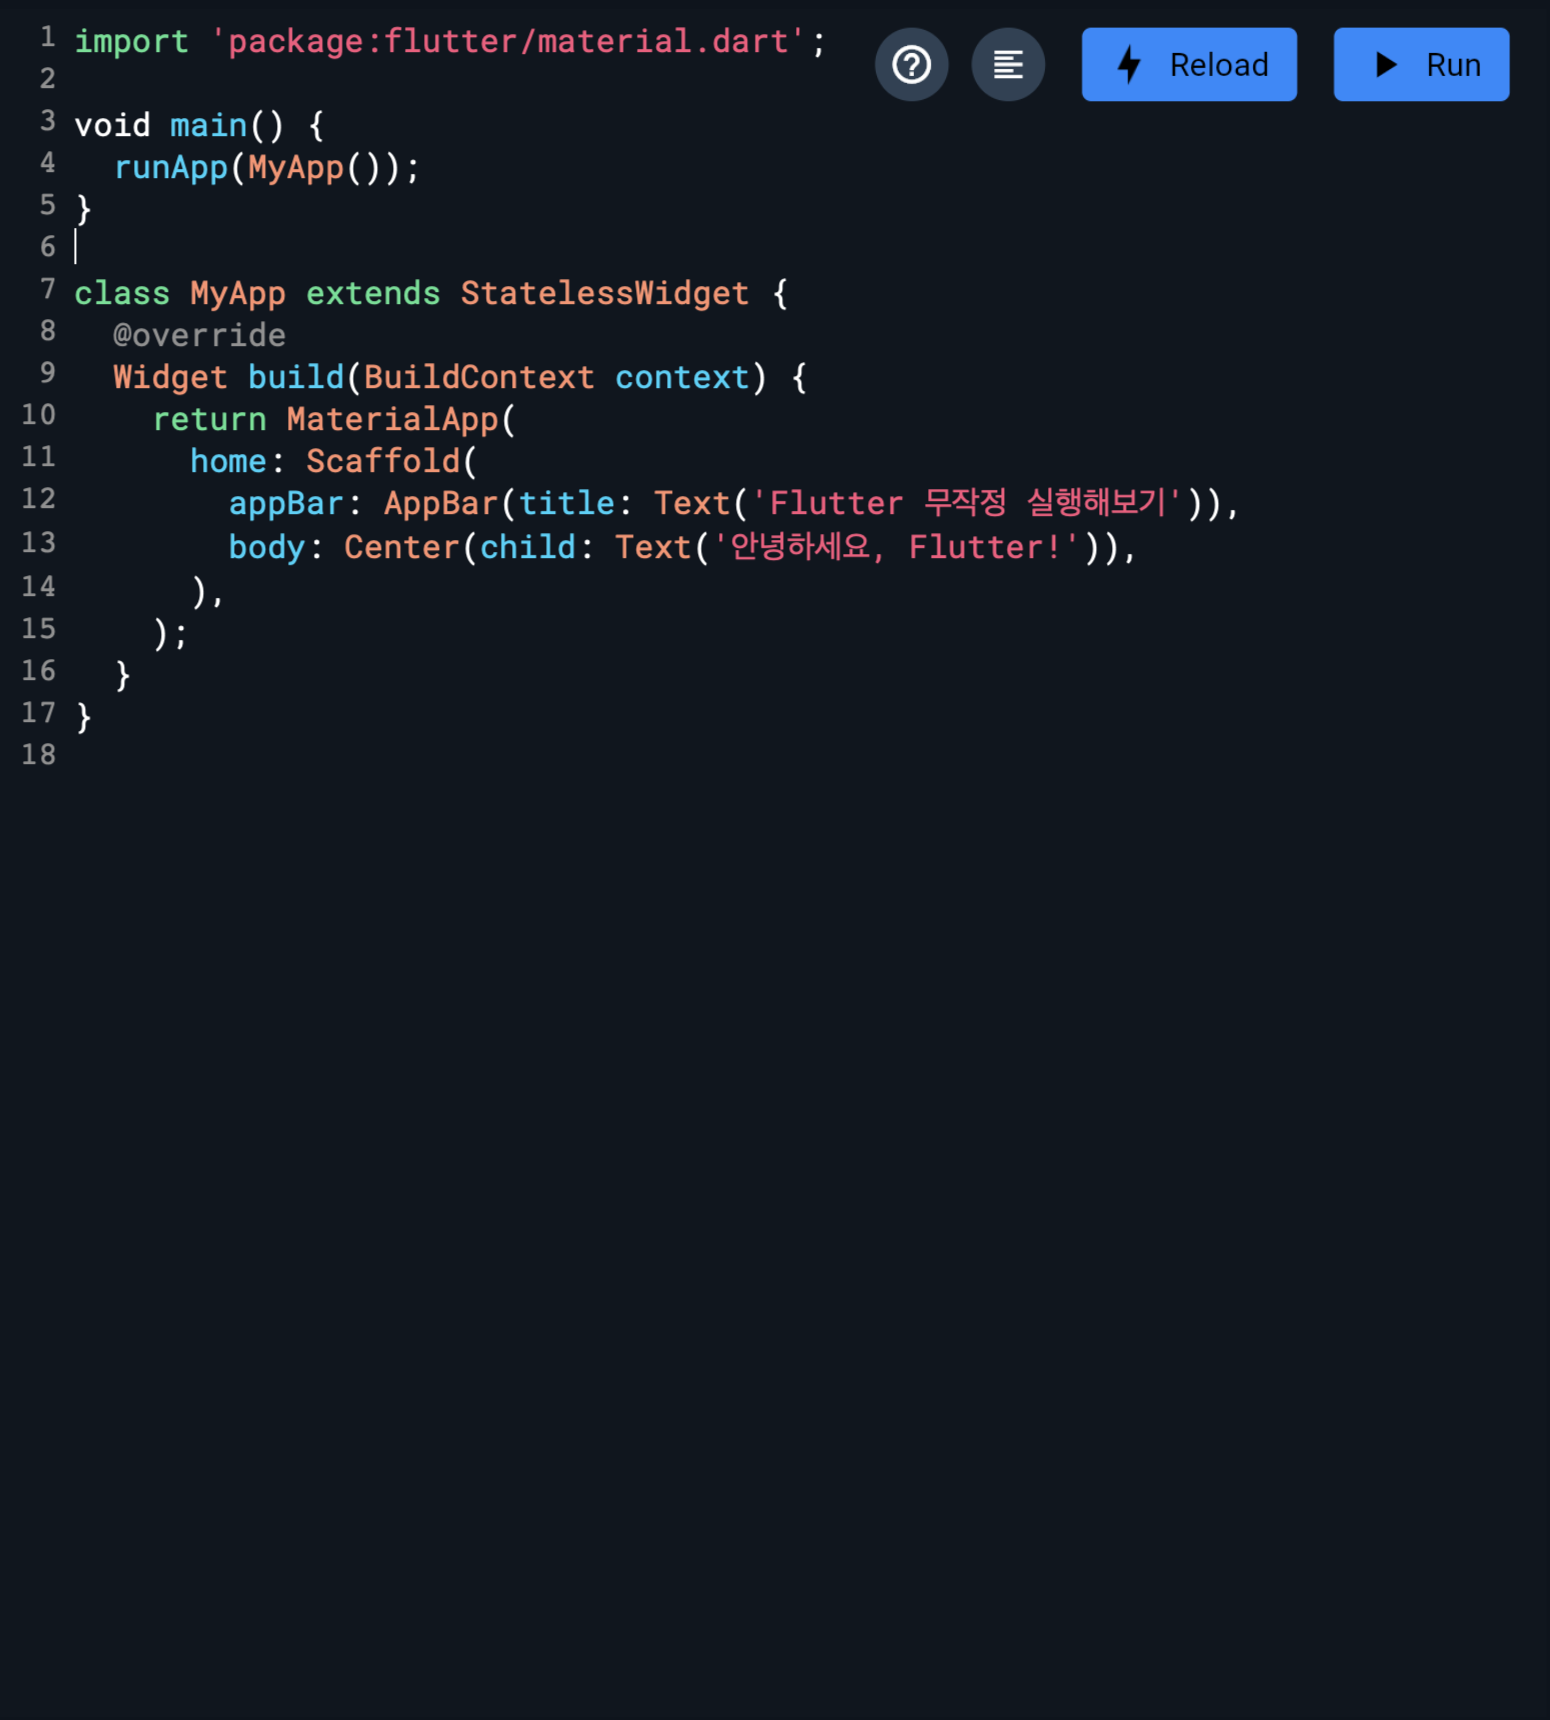 1 import 'package:flutter/material.dart';
Reload
Run
2
3 void main() {
4   runApp(MyApp());
5 }
6
7 class MyApp extends StatelessWidget {
8   @override
9   Widget build(BuildContext context) {
10     return MaterialApp(
11       home: Scaffold(
12         appBar: AppBar(title: Text('Flutter 무작정 실행해보기')),
13         body: Center(child: Text('안녕하세요, Flutter!')),
14       ),
15     );
16   }
17 }
18